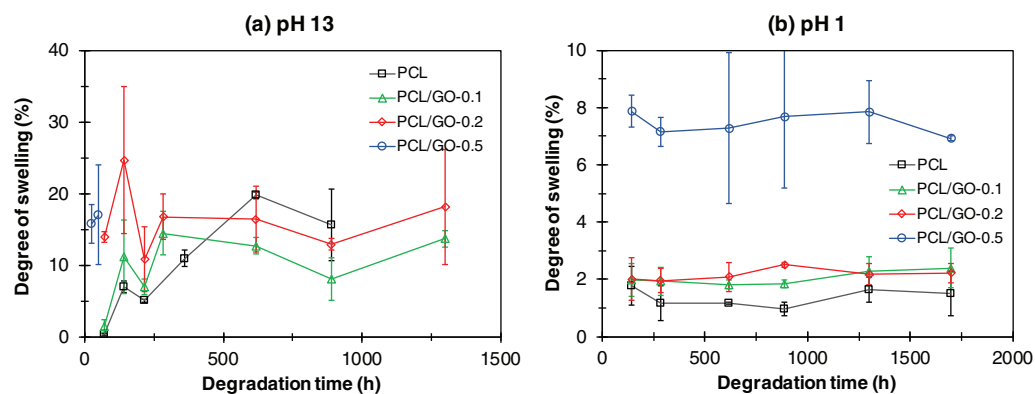 (a) pH 13
Degree of swelling (%)
40
30
20
10
0
PCL
PCL/GO-0.1
PCL/GO-0.2
PCL/GO-0.5
0
500
1000
1500
Degradation time (h)
(b) pH 1
Degree of swelling (%)
10
8
6
4
2
0
PCL
PCL/GO-0.1
PCL/GO-0.2
PCL/GO-0.5
0
500
1000
1500
2000
Degradation time (h)